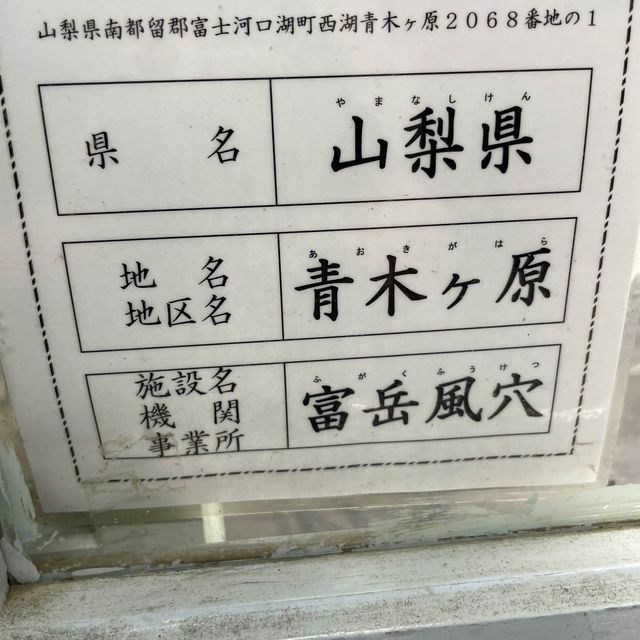 山梨県南都留郡富士河口湖町西湖青木ヶ原２０６８番地の１
県名
やまなしけん
山梨県
地名
地区名
あおきがはら
青木ヶ原
施設名
機関
事業所
ふがくふうけつ
富岳風穴